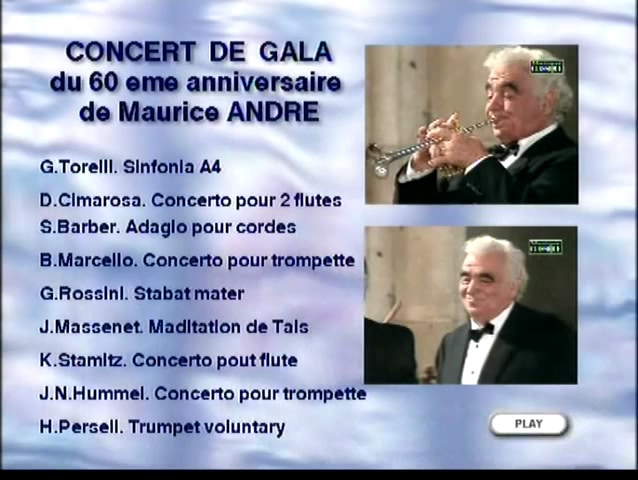 CONCERT DE GALA
du 60 eme anniversaire
de Maurice ANDRE
G.Torelli. Sinfonia A4
D.Cimarosa. Concerto pour 2 flutes
S.Barber. Adagio pour cordes
B.Marcello. Concerto pour trompette
G.Rossini. Stabat mater
J.Massenet. Maditation de Tais
K.Stamitz. Concerto pout flute
J.N.Hummel. Concerto pour trompette
H.Persell. Trumpet voluntary
PLAY